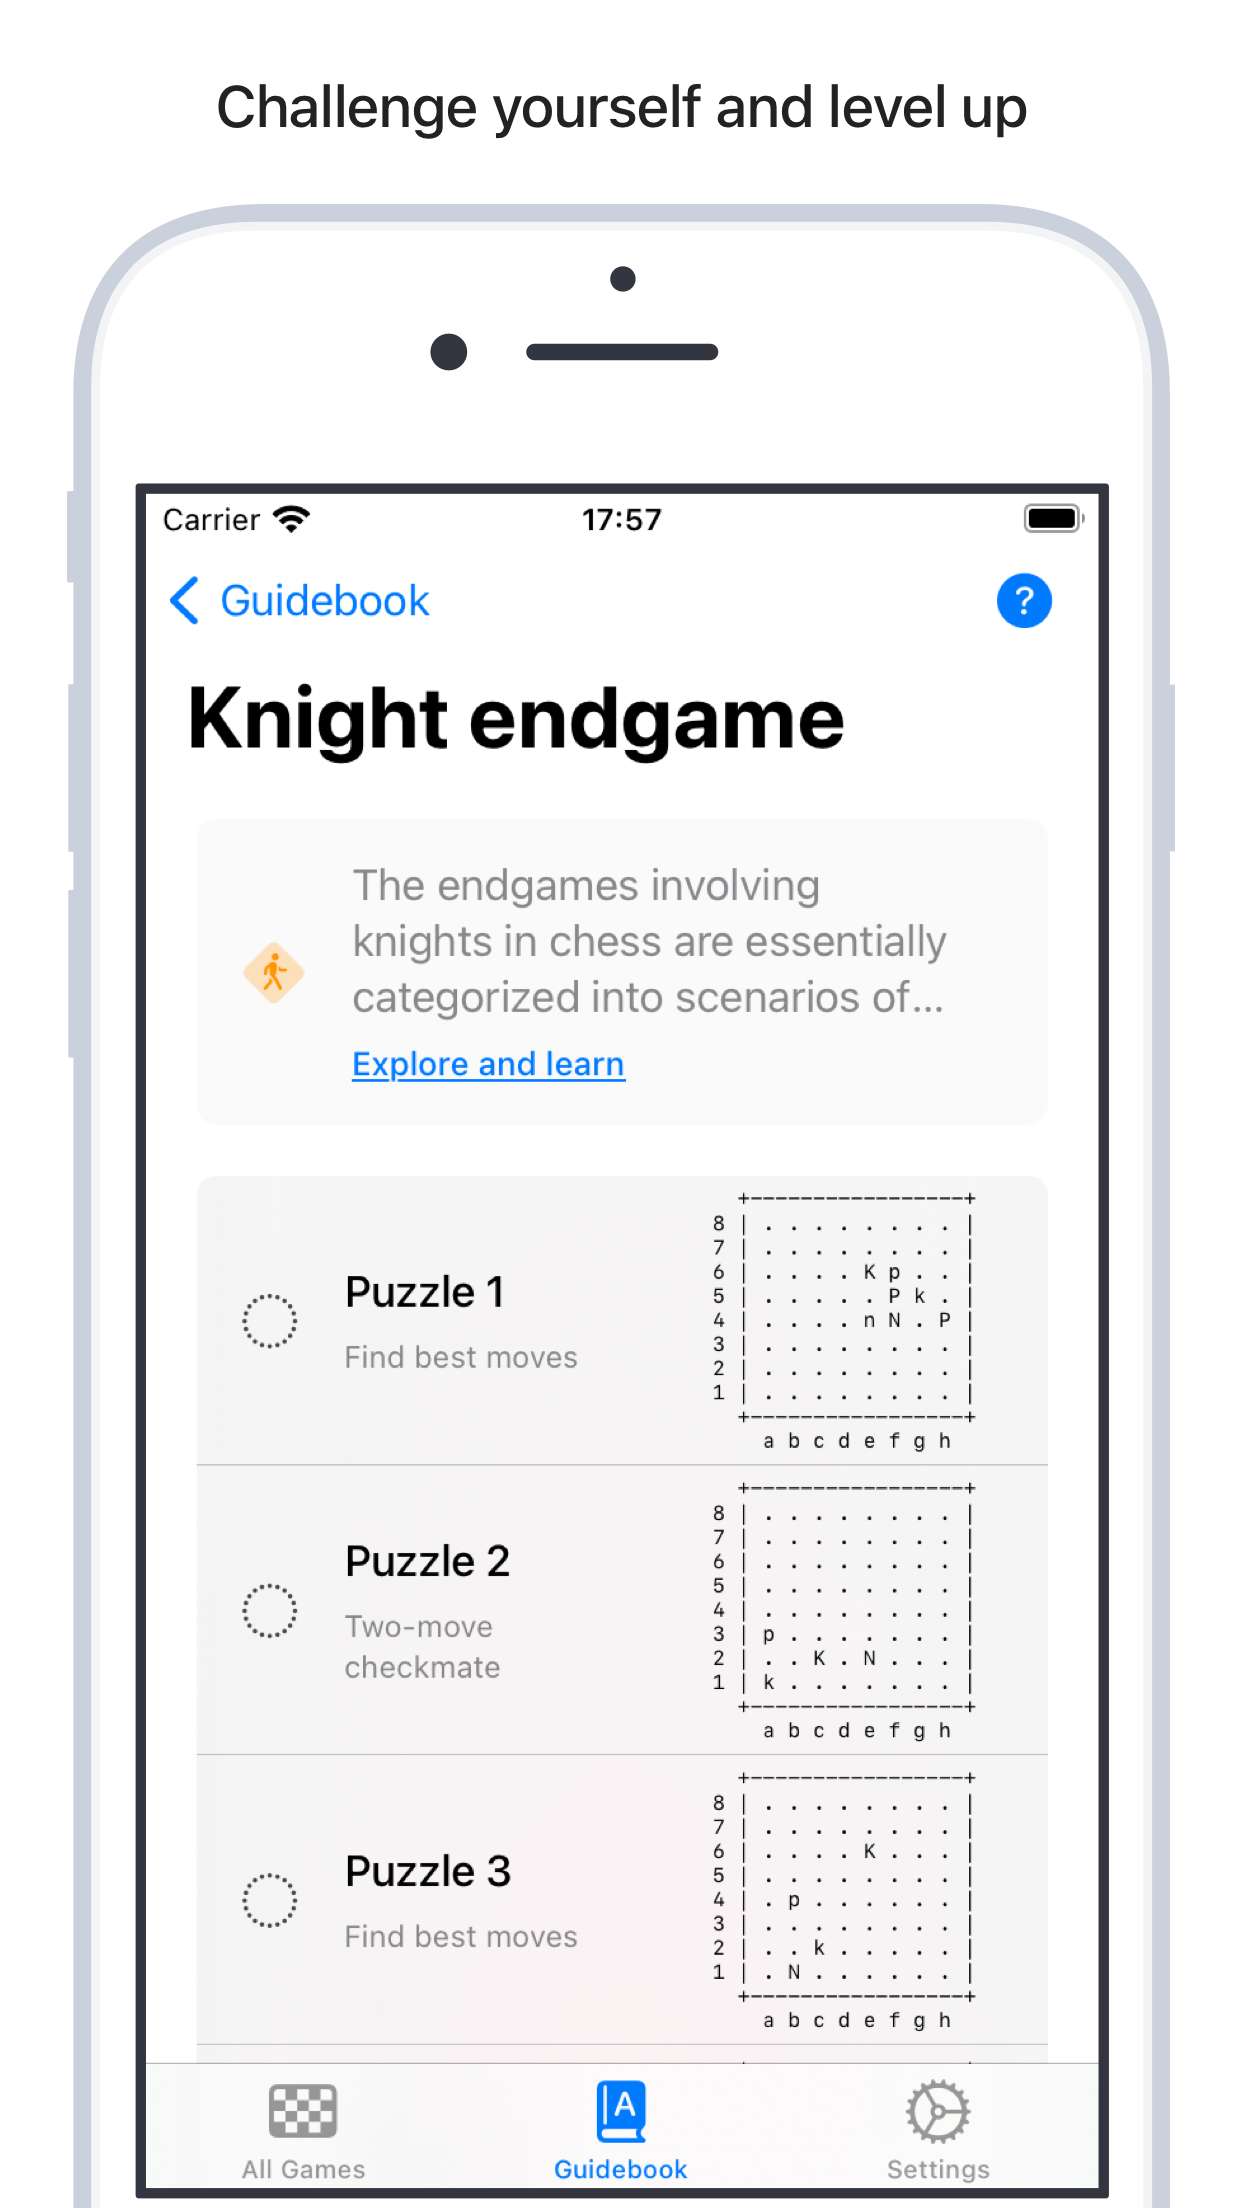 Challenge yourself and level up
Carrier 17:57
Guidebook ?
Knight endgame
The endgames involving
knights in chess are essentially
categorized into scenarios of...
Explore and learn
Puzzle 1
Find best moves
+-----------------+
8 | . . . . . . . . |
7 | . . . . . . . . |
6 | . . . . K p . . |
5 | . . . . . P k . |
4 | . . . . n N . P |
3 | . . . . . . . . |
2 | . . . . . . . . |
1 | . . . . . . . . |
+-----------------+
a b c d e f g h
Puzzle 2
Two-move
checkmate
+-----------------+
8 | . . . . . . . . |
7 | . . . . . . . . |
6 | . . . . . . . . |
5 | . . . . . . . . |
4 | . . . . . . . . |
3 | p . . . . . . . |
2 | . . K . N . . . |
1 | k . . . . . . . |
+-----------------+
a b c d e f g h
Puzzle 3
Find best moves
+-----------------+
8 | . . . . . . . . |
7 | . . . . . . . . |
6 | . . . . K . . . |
5 | . . . . . . . . |
4 | . p . . . . . . |
3 | . . . . . . . . |
2 | . . k . . . . . |
1 | . N . . . . . . |
+-----------------+
a b c d e f g h
A
All Games Guidebook Settings